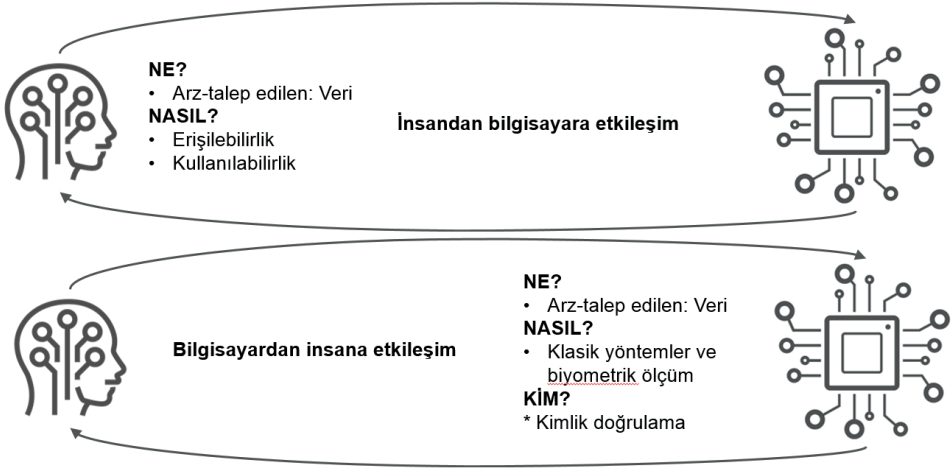 NE?
• Arz-talep edilen: Veri
NASIL?
• Erişilebilirlik
• Kullanılabilirlik
İnsandan bilgisayara etkileşim
Bilgisayardan insana etkileşim
NE?
• Arz-talep edilen: Veri
NASIL?
• Klasik yöntemler ve
biyometrik ölçüm
KİM?
* Kimlik doğrulama